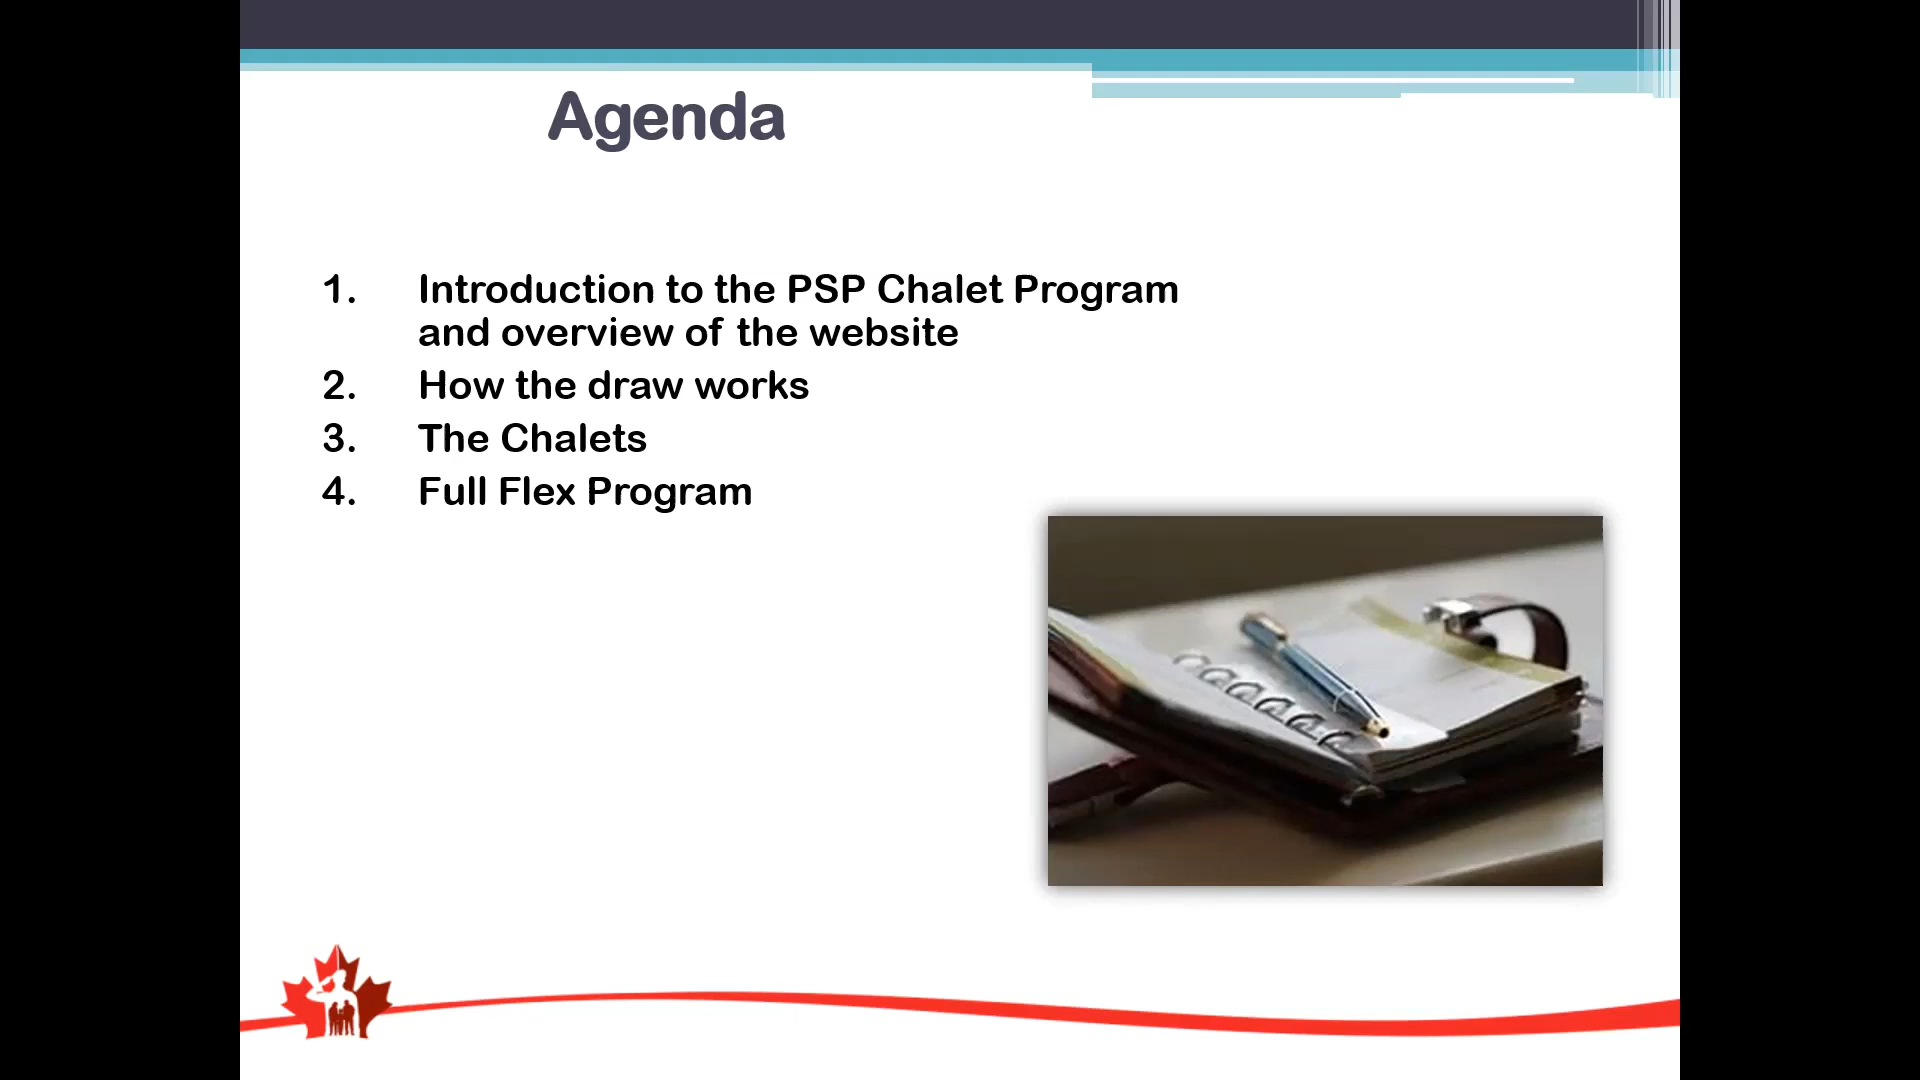 Agenda
1. Introduction to the PSP Chalet Program
and overview of the website
2. How the draw works
3. The Chalets
4. Full Flex Program